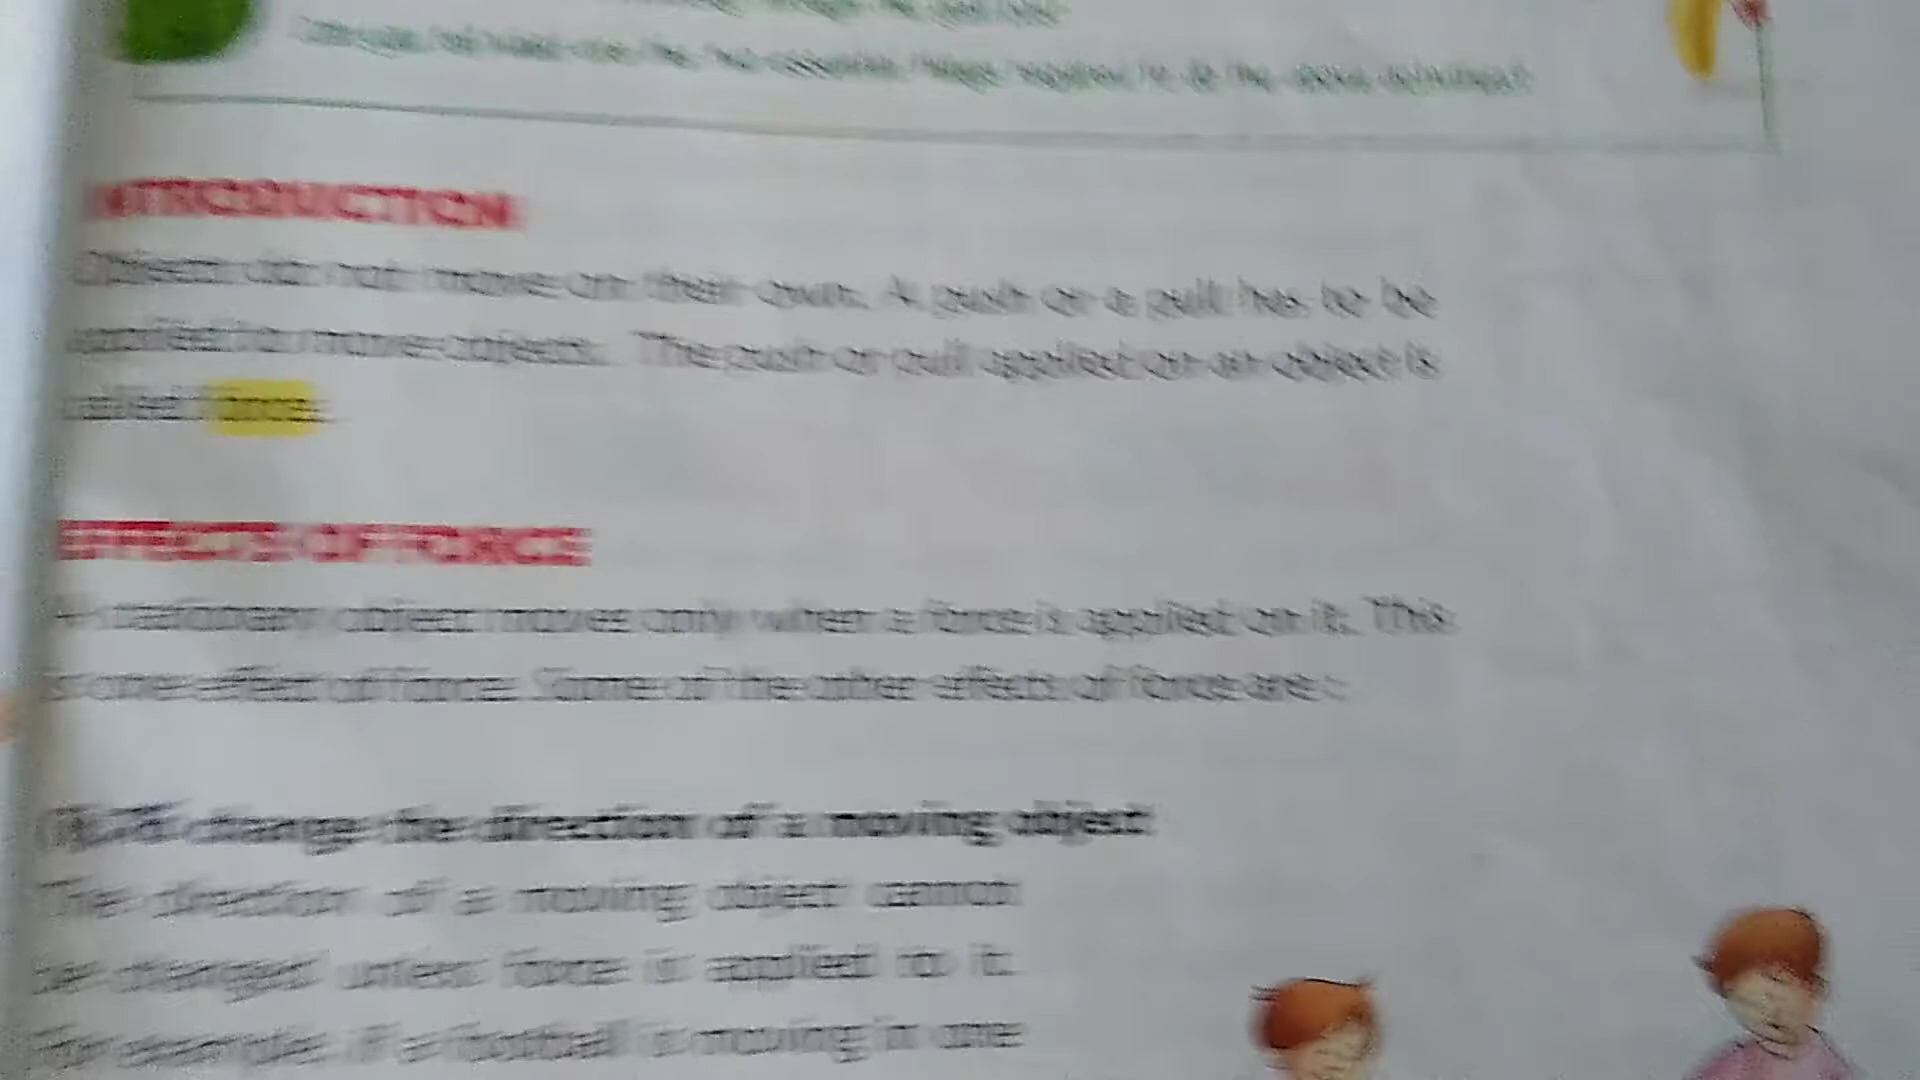 INTRODUCTION
Objects do not move on their own. A push or a pull has to be
applied to move objects. The push or pull applied on an object is
called force.
EFFECTS OF FORCE
A stationary object moves only when a force is applied on it. This
is one effect of force. Some of the other effects of force are :
change the direction of a moving object
The direction of a moving object cannot
be changed unless force is applied to it.
For example, if a football is moving in one